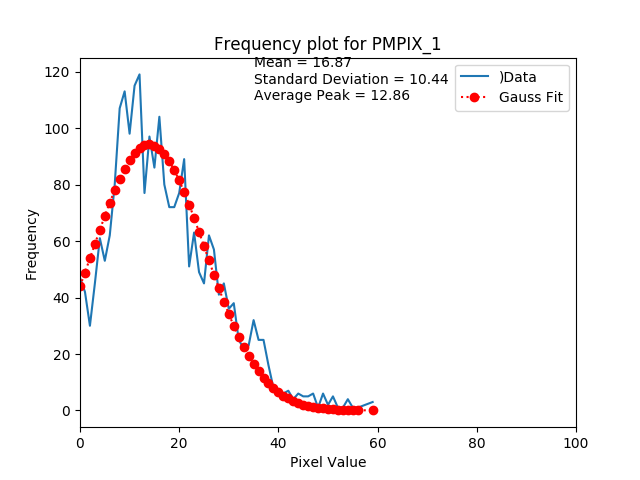 Frequency plot for PMPIX_1
Mean = 16.87
Standard Deviation = 10.44
Average Peak = 12.86
)Data
Gauss Fit
Frequency
120
100
80
60
40
20
0
0 20 40 60 80 100
Pixel Value